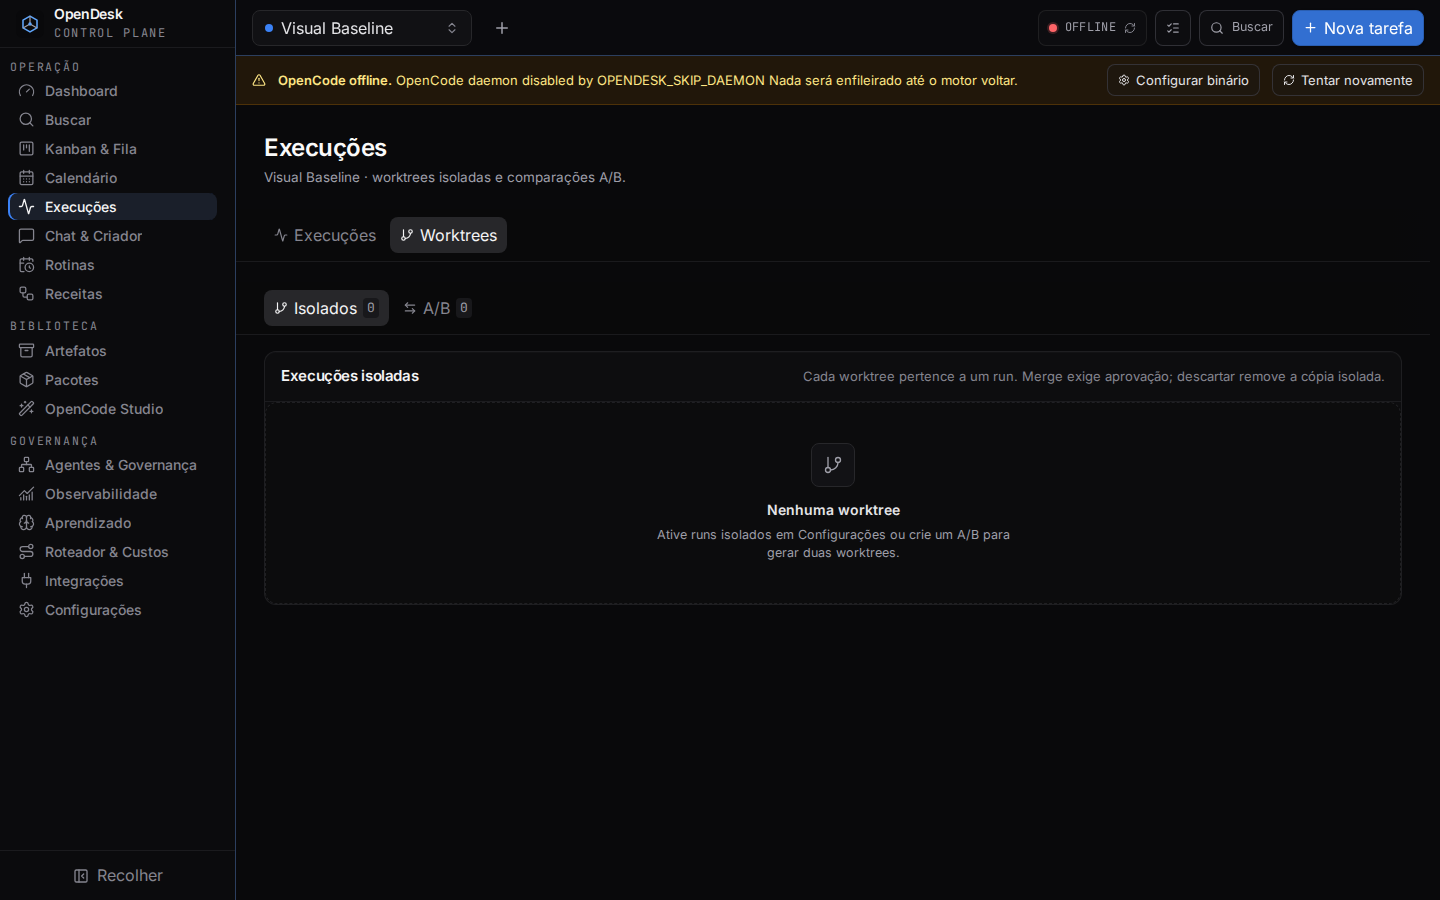 OpenDesk
CONTROL PLANE
OPERAÇÃO
Dashboard
Buscar
Kanban & Fila
Calendário
Execuções
Chat & Criador
Rotinas
Receitas
BIBLIOTECA
Artefatos
Pacotes
OpenCode Studio
GOVERNANÇA
Agentes & Governança
Observabilidade
Aprendizado
Roteador & Custos
Integrações
Configurações
Recolher
Visual Baseline
OFFLINE
Buscar
Nova tarefa
OpenCode offline. OpenCode daemon disabled by OPENDESK_SKIP_DAEMON Nada será enfileirado até o motor voltar.
Configurar binário
Tentar novamente
Execuções
Visual Baseline · worktrees isoladas e comparações A/B.
Execuções
Worktrees
Isolados 0
A/B 0
Execuções isoladas
Cada worktree pertence a um run. Merge exige aprovação; descartar remove a cópia isolada.
Nenhuma worktree
Ative runs isolados em Configurações ou crie um A/B para
gerar duas worktrees.